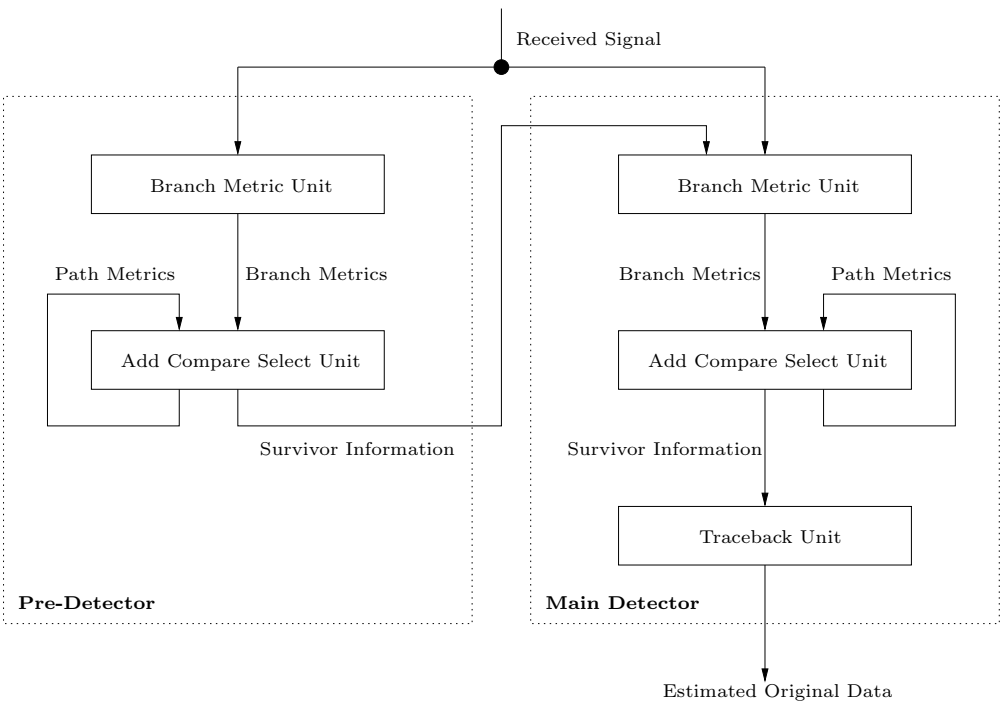 Received Signal
Branch Metric Unit
Branch Metric Unit
Path Metrics
Branch Metrics
Branch Metrics
Path Metrics
Add Compare Select Unit
Add Compare Select Unit
Survivor Information
Survivor Information
Traceback Unit
Pre-Detector
Main Detector
Estimated Original Data